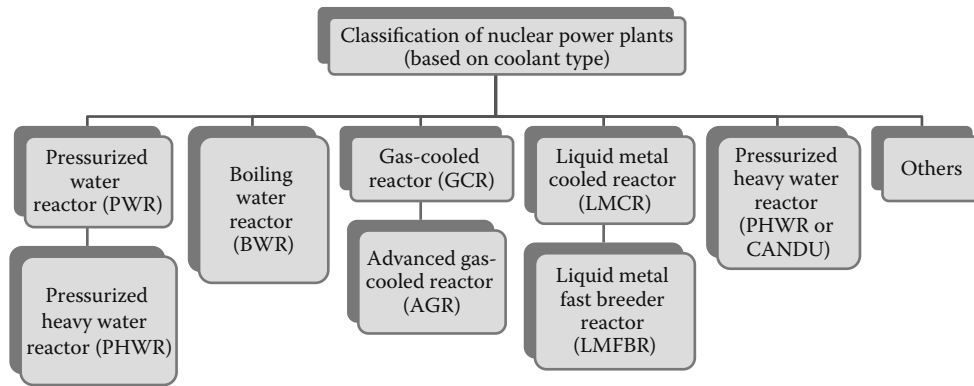 Classification of nuclear power plants
(based on coolant type)
Pressurized
water
reactor (PWR)
Pressurized
heavy water
reactor (PHWR)
Boiling
water
reactor
(BWR)
Gas-cooled
reactor (GCR)
Advanced gas-
cooled reactor
(AGR)
Liquid metal
cooled reactor
(LMCR)
Liquid metal
fast breeder
reactor
(LMFBR)
Pressurized
heavy water
reactor
(PHWR or
CANDU)
Others